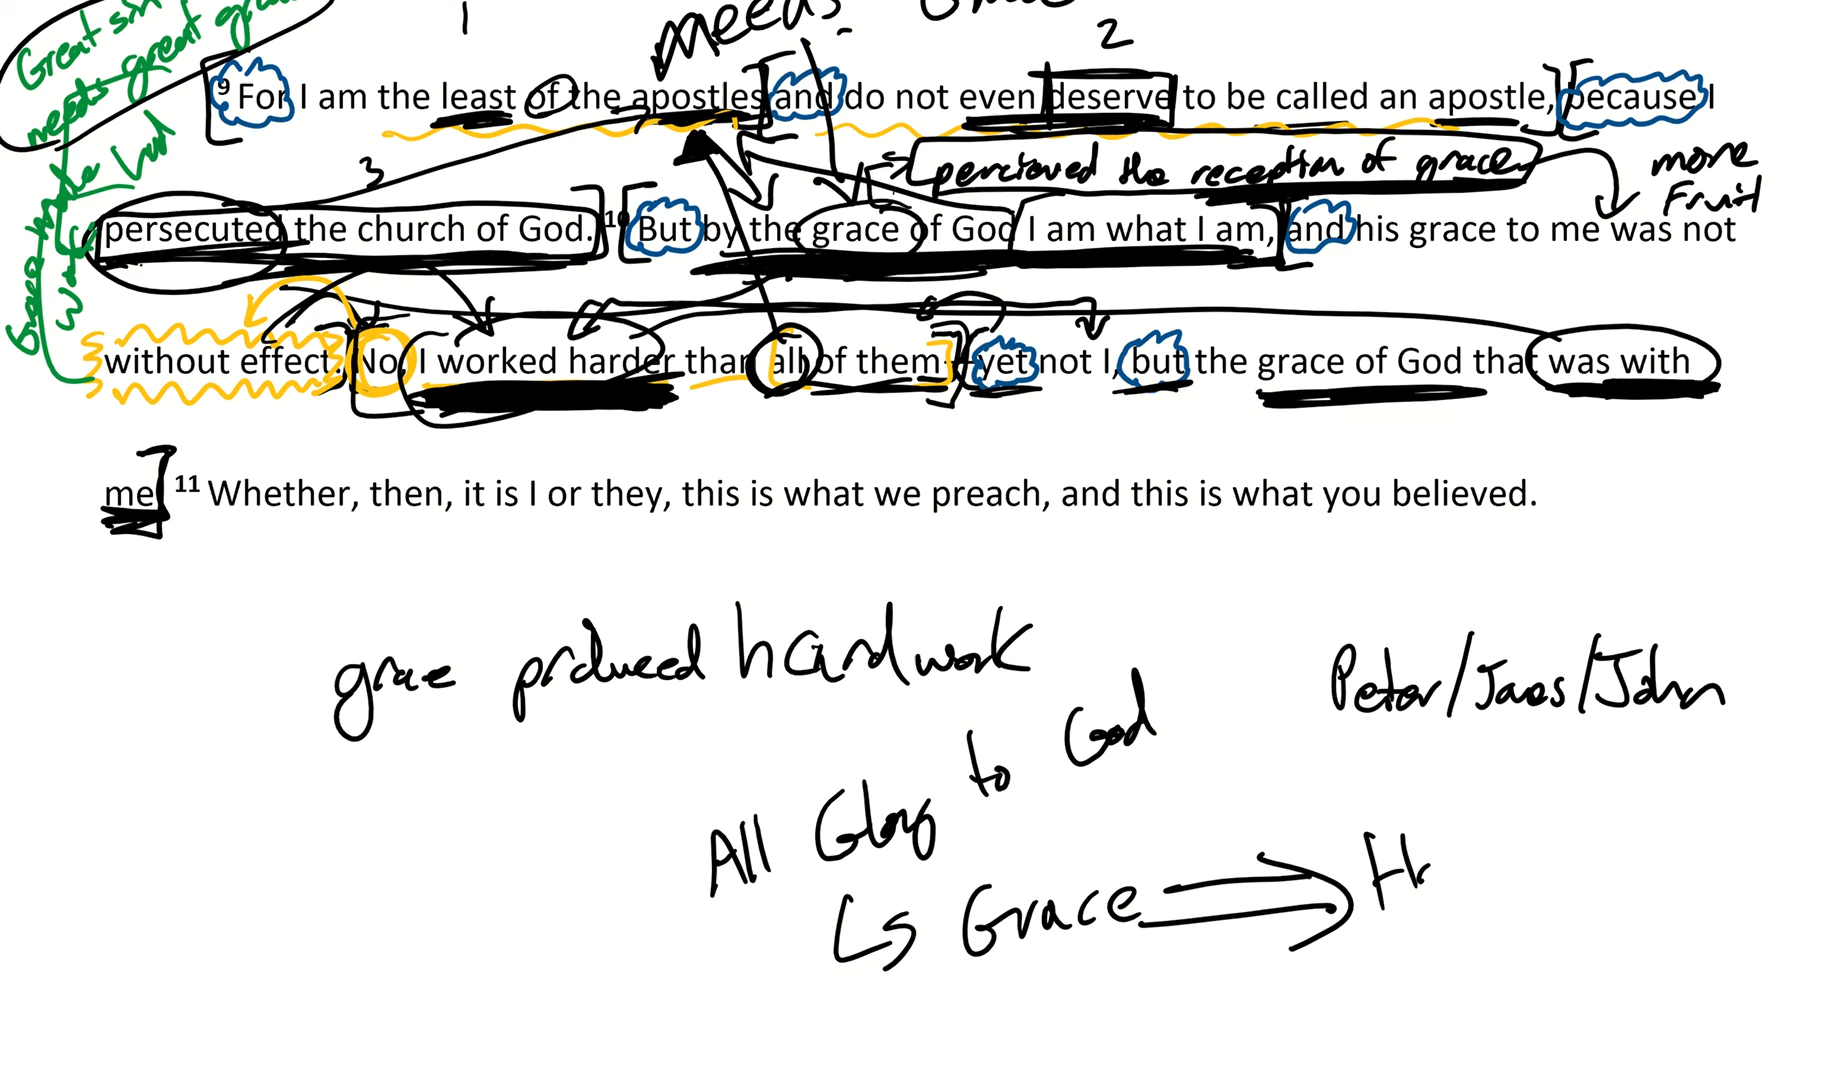 Great sin
needs great
1
needs
2
⁹ For I am the least of the apostles and do not even deserve to be called an apostle, because I
percieved the reception of grace
more
Fruit
3
persecuted the church of God. ¹⁰ But by the grace of God I am what I am, and his grace to me was not
without effect. No, I worked harder than all of them—yet not I, but the grace of God that was with
me. ¹¹ Whether, then, it is I or they, this is what we preach, and this is what you believed.
grace produced hardwork
Peter/Jaes/John
All Glory to God
Grace